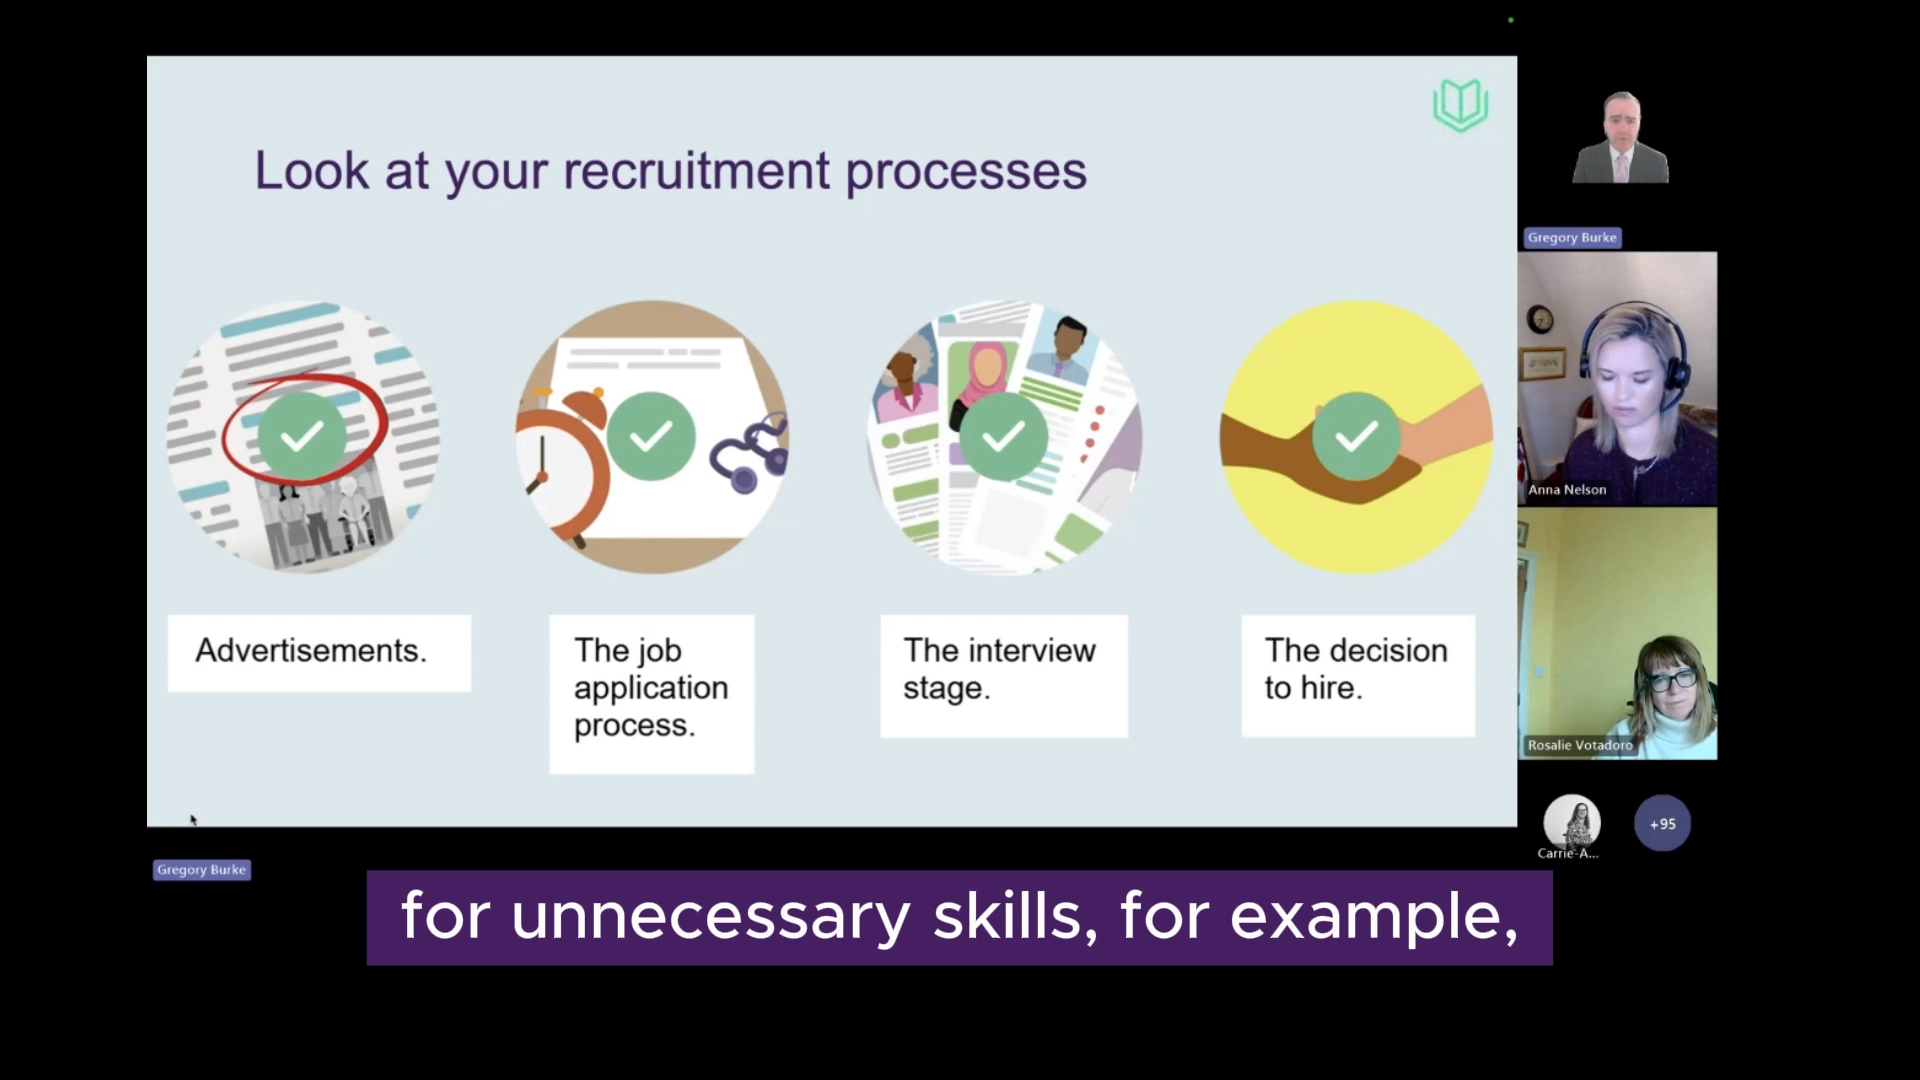 Look at your recruitment processes
Advertisements.
The job
application
process.
The interview
stage.
The decision
to hire.
Gregory Burke
Anna Nelson
Rosalie Votadoro
Carrie-A...
+95
Gregory Burke
for unnecessary skills, for example,